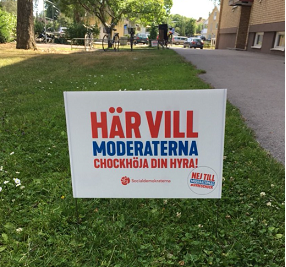 HÄR VILL
MODERATERNA
CHOCKHÖJA DIN HYRA!
Socialdemokraterna
NEJ TILL